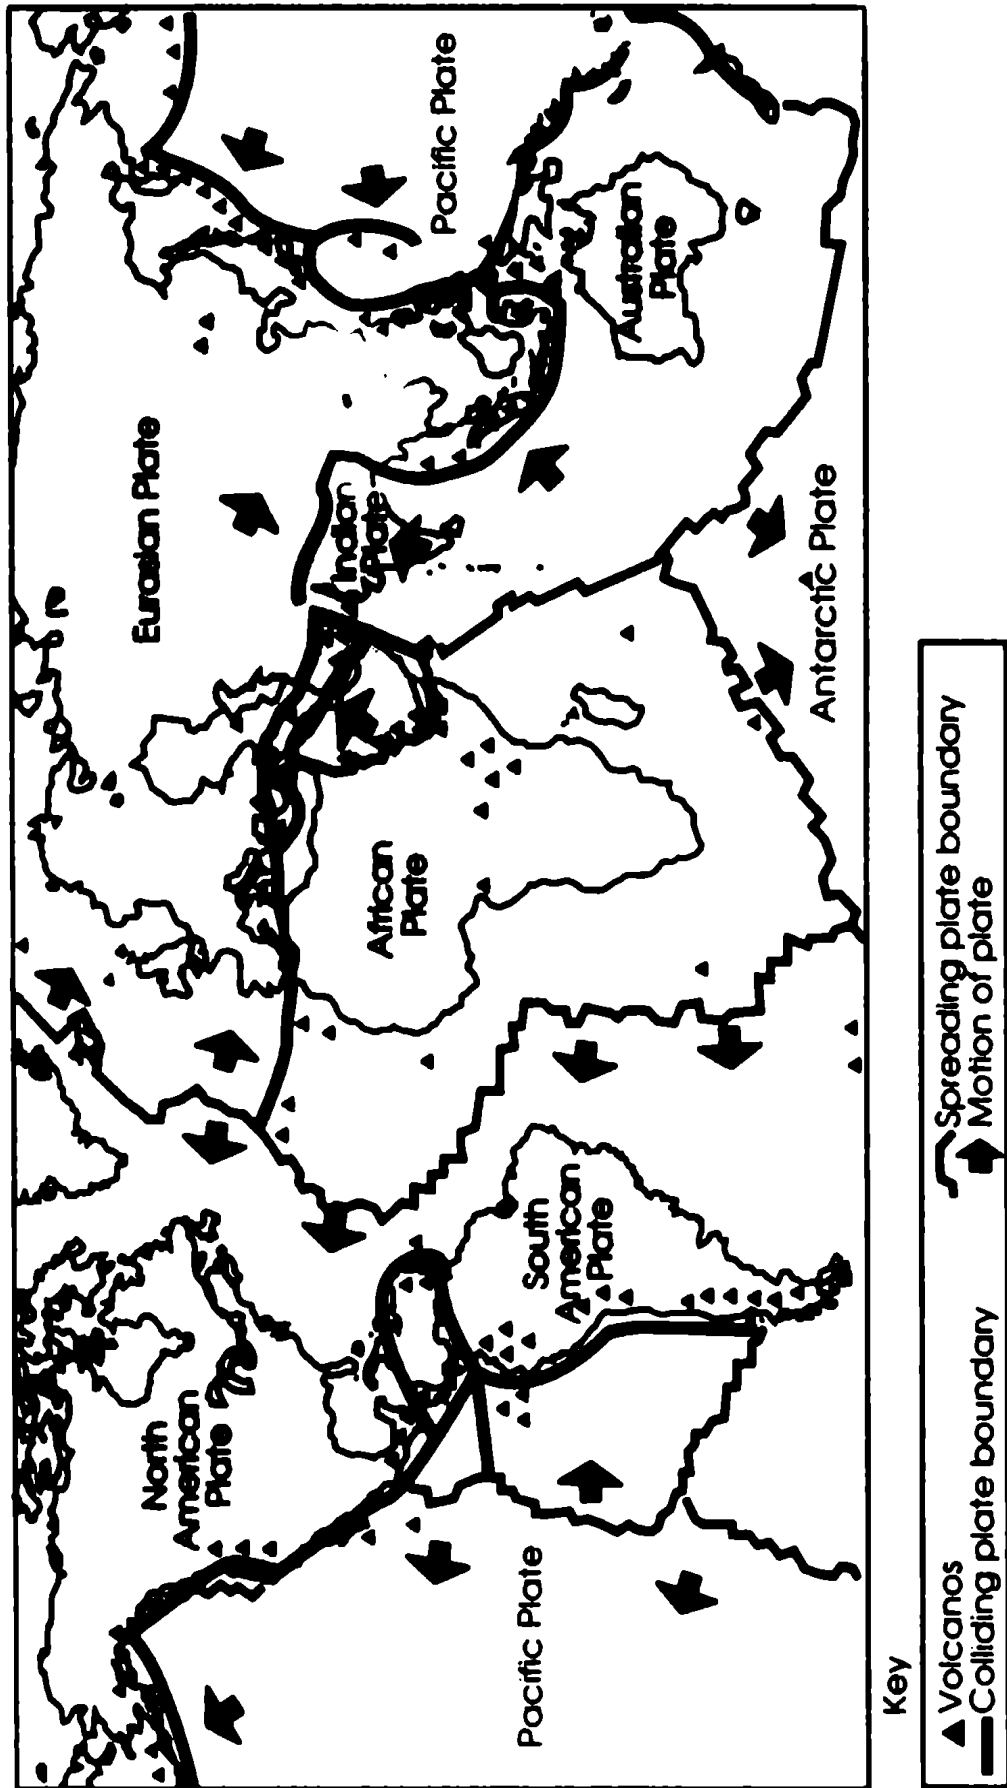 North
American
Plate
Eurasian Plate
Pacific Plate
Pacific Plate
South
American
Plate
African
Plate
Indian
Plate
Australian
Plate
Antarctic Plate
Key
Volcanos
Colliding plate boundary
Spreading plate boundary
Motion of plate